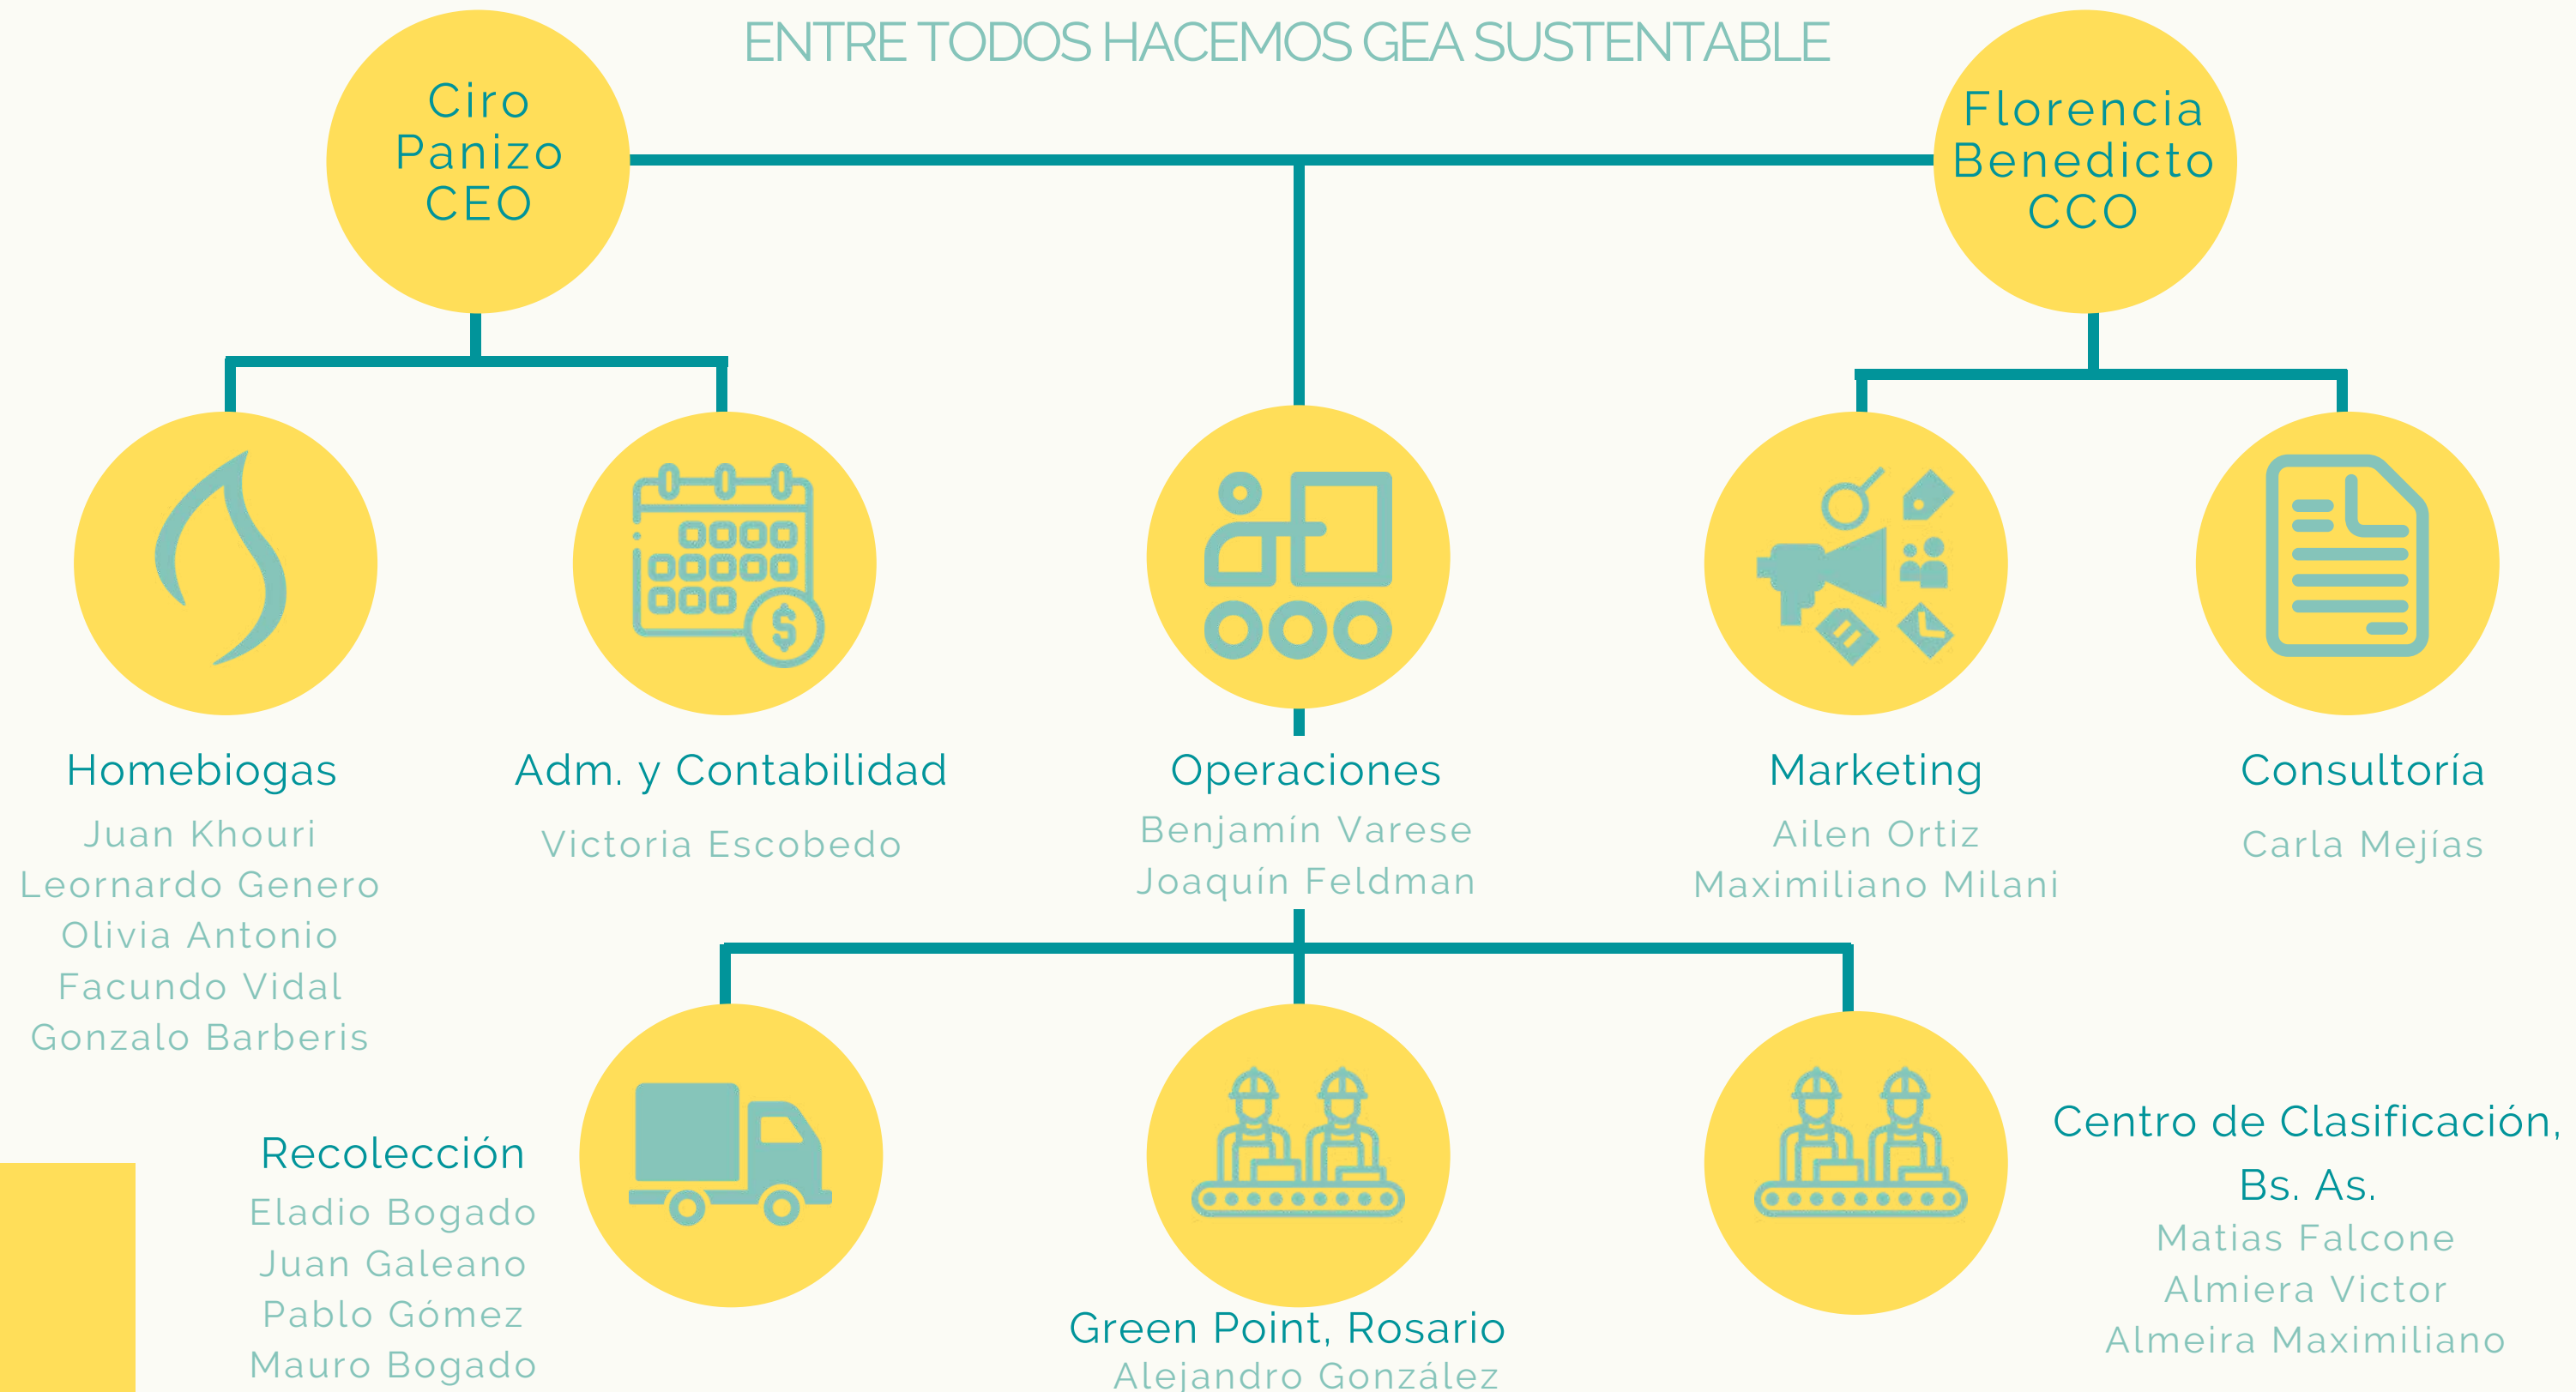 ENTRE TODOS HACEMOS GEA SUSTENTABLE
Ciro
Panizo
CEO
Florencia
Benedicto
CCO
$
Homebiogas
Juan Khouri
Leornardo Genero
Olivia Antonio
Facundo Vidal
Gonzalo Barberis
Adm. y Contabilidad
Victoria Escobedo
Operaciones
Benjamín Varese
Joaquín Feldman
Marketing
Ailen Ortiz
Maximiliano Milani
Consultoría
Carla Mejías
Recolección
Eladio Bogado
Juan Galeano
Pablo Gómez
Mauro Bogado
Green Point, Rosario
Alejandro González
Centro de Clasificación,
Bs. As.
Matias Falcone
Almiera Victor
Almeira Maximiliano